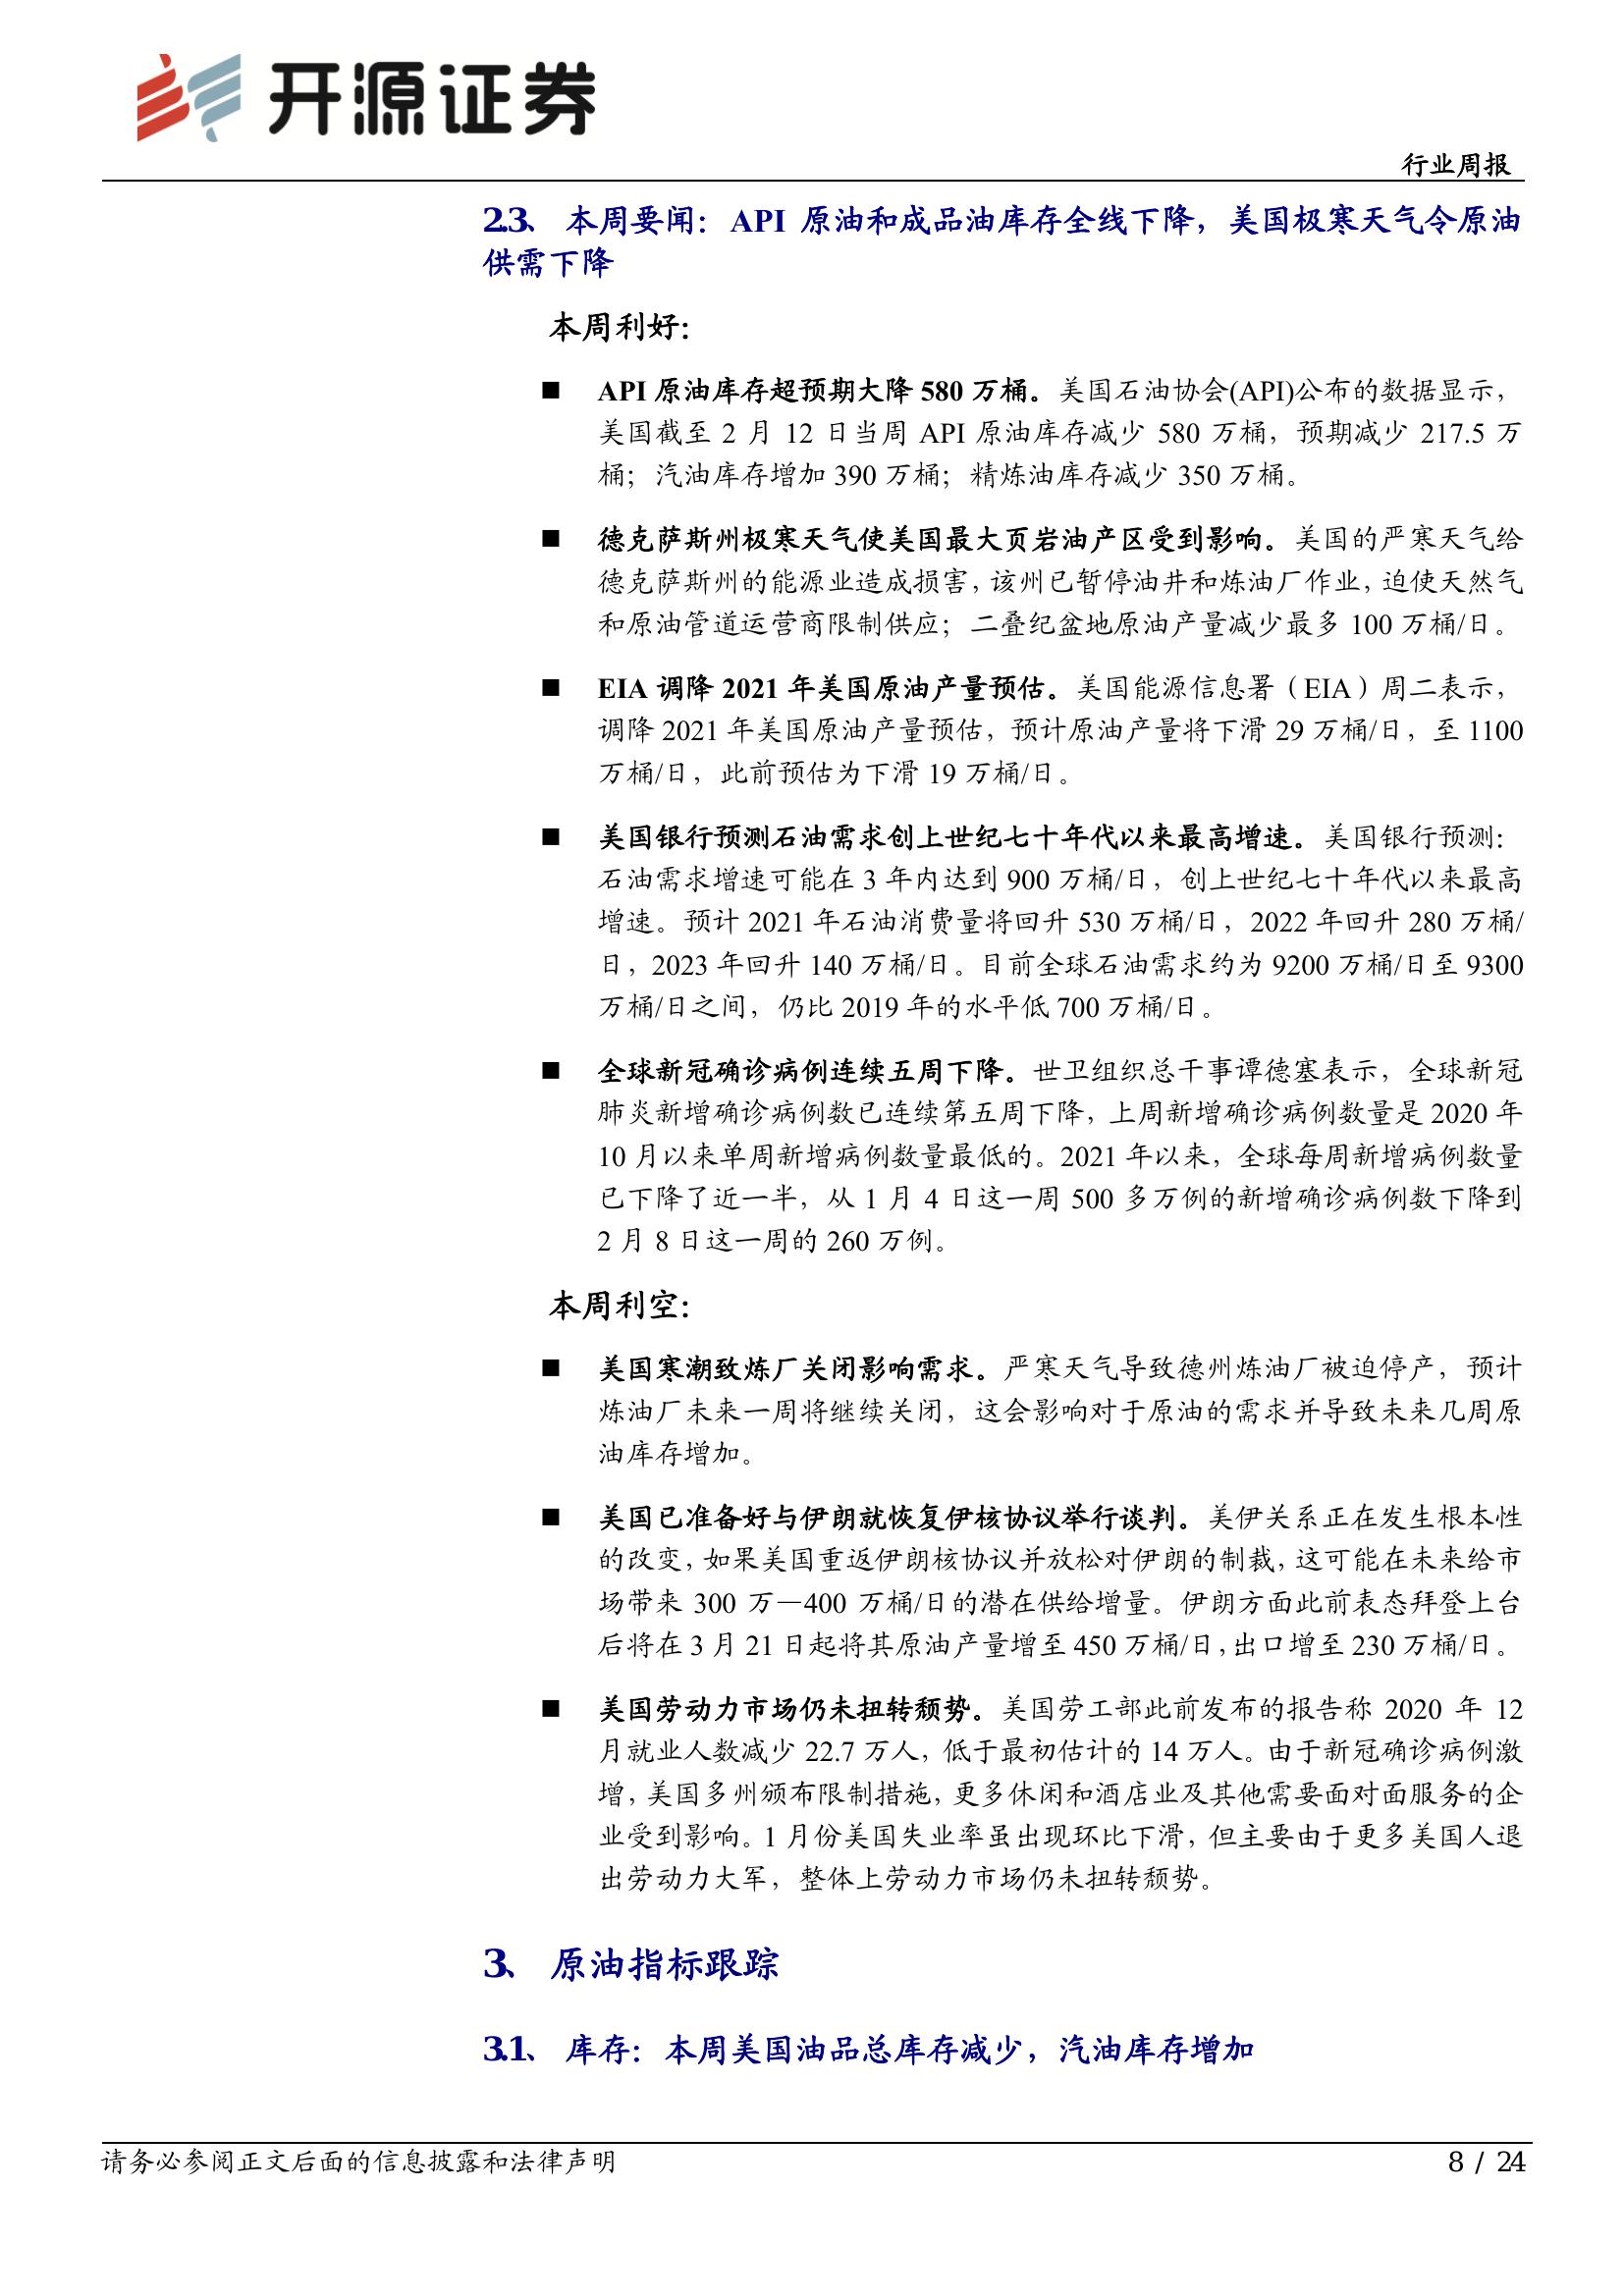 开源证券
行业周报
2.3、 本周要闻：API 原油和成品油库存全线下降，美国极寒天气令原油
供需下降
本周利好：
■ API 原油库存超预期大降 580 万桶。美国石油协会(API)公布的数据显示，
美国截至 2 月 12 日当周 API 原油库存减少 580 万桶，预期减少 217.5 万
桶；汽油库存增加 390 万桶；精炼油库存减少 350 万桶。
■ 德克萨斯州极寒天气使美国最大页岩油产区受到影响。美国的严寒天气给
德克萨斯州的能源业造成损害，该州已暂停油井和炼油厂作业，迫使天然气
和原油管道运营商限制供应；二叠纪盆地原油产量减少最多 100 万桶/日。
■ EIA 调降 2021 年美国原油产量预估。美国能源信息署（EIA）周二表示，
调降 2021 年美国原油产量预估，预计原油产量将下滑 29 万桶/日，至 1100
万桶/日，此前预估为下滑 19 万桶/日。
■ 美国银行预测石油需求创上世纪七十年代以来最高增速。美国银行预测：
石油需求增速可能在 3 年内达到 900 万桶/日，创上世纪七十年代以来最高
增速。预计 2021 年石油消费量将回升 530 万桶/日，2022 年回升 280 万桶/
日，2023 年回升 140 万桶/日。目前全球石油需求约为 9200 万桶/日至 9300
万桶/日之间，仍比 2019 年的水平低 700 万桶/日。
■ 全球新冠确诊病例连续五周下降。世卫组织总干事谭德塞表示，全球新冠
肺炎新增确诊病例数已连续第五周下降，上周新增确诊病例数量是 2020 年
10 月以来单周新增病例数量最低的。2021 年以来，全球每周新增病例数量
已下降了近一半，从 1 月 4 日这一周 500 多万例的新增确诊病例数下降到
2 月 8 日这一周的 260 万例。
本周利空：
■ 美国寒潮致炼厂关闭影响需求。严寒天气导致德州炼油厂被迫停产，预计
炼油厂未来一周将继续关闭，这会影响对于原油的需求并导致未来几周原
油库存增加。
■ 美国已准备好与伊朗就恢复伊核协议举行谈判。美伊关系正在发生根本性
的改变，如果美国重返伊朗核协议并放松对伊朗的制裁，这可能在未来给市
场带来 300 万—400 万桶/日的潜在供给增量。伊朗方面此前表态拜登上台
后将在 3 月 21 日起将其原油产量增至 450 万桶/日，出口增至 230 万桶/日。
■ 美国劳动力市场仍未扭转颓势。美国劳工部此前发布的报告称 2020 年 12
月就业人数减少 22.7 万人，低于最初估计的 14 万人。由于新冠确诊病例激
增，美国多州颁布限制措施，更多休闲和酒店业及其他需要面对面服务的企
业受到影响。1 月份美国失业率虽出现环比下滑，但主要由于更多美国人退
出劳动力大军，整体上劳动力市场仍未扭转颓势。
3、 原油指标跟踪
3.1、 库存：本周美国油品总库存减少，汽油库存增加
请务必参阅正文后面的信息披露和法律声明
8 / 24